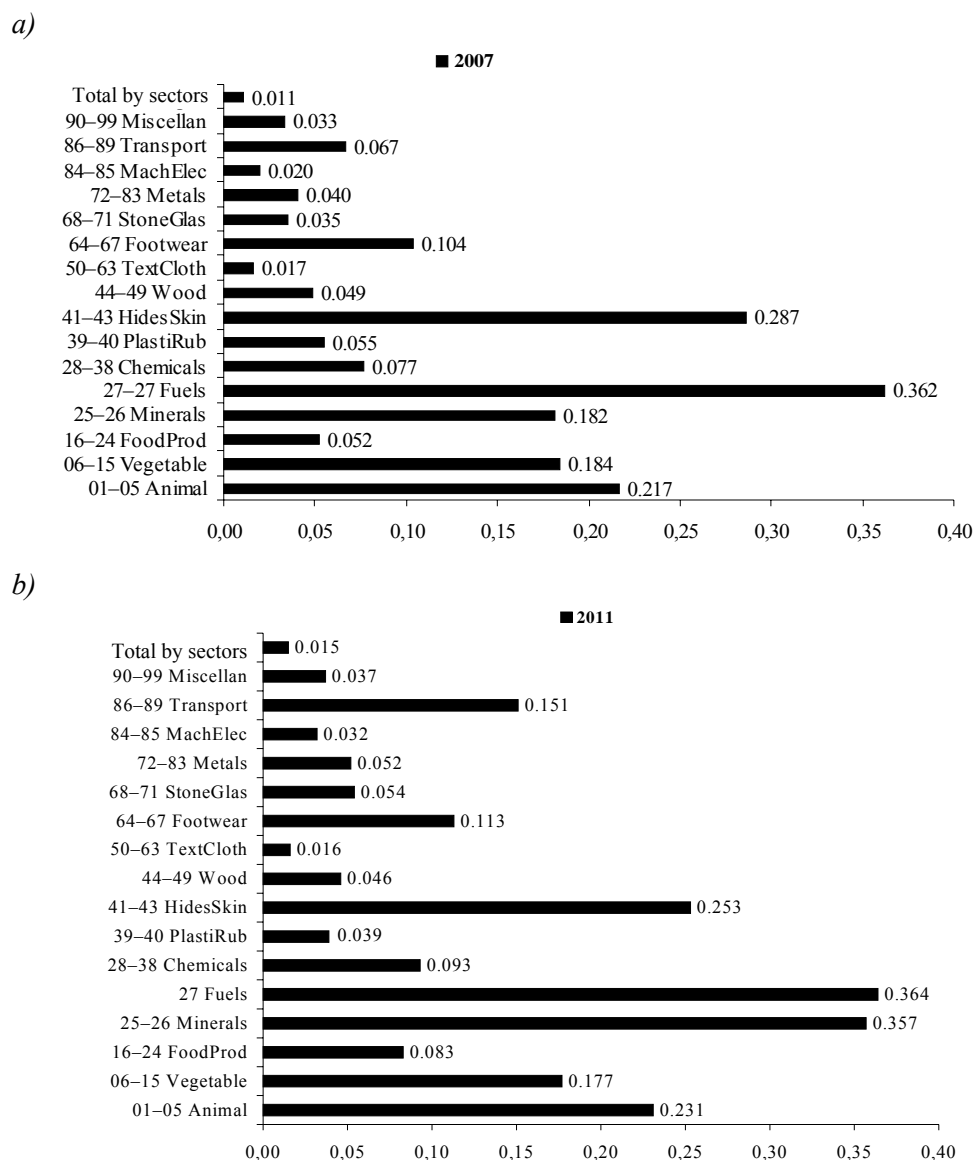 a)
2007
Total by sectors 0.011
90–99 Miscellan 0.033
86–89 Transport 0.067
84–85 MachElec 0.020
72–83 Metals 0.040
68–71 StoneGlas 0.035
64–67 Footwear 0.104
50–63 TextCloth 0.017
44–49 Wood 0.049
41–43 HidesSkin 0.287
39–40 PlastiRub 0.055
28–38 Chemicals 0.077
27–27 Fuels 0.362
25–26 Minerals 0.182
16–24 FoodProd 0.052
06–15 Vegetable 0.184
01–05 Animal 0.217
0,00 0,05 0,10 0,15 0,20 0,25 0,30 0,35 0,40
b)
2011
Total by sectors 0.015
90–99 Miscellan 0.037
86–89 Transport 0.151
84–85 MachElec 0.032
72–83 Metals 0.052
68–71 StoneGlas 0.054
64–67 Footwear 0.113
50–63 TextCloth 0.016
44–49 Wood 0.046
41–43 HidesSkin 0.253
39–40 PlastiRub 0.039
28–38 Chemicals 0.093
27 Fuels 0.364
25–26 Minerals 0.357
16–24 FoodProd 0.083
06–15 Vegetable 0.177
01–05 Animal 0.231
0,00 0,05 0,10 0,15 0,20 0,25 0,30 0,35 0,40